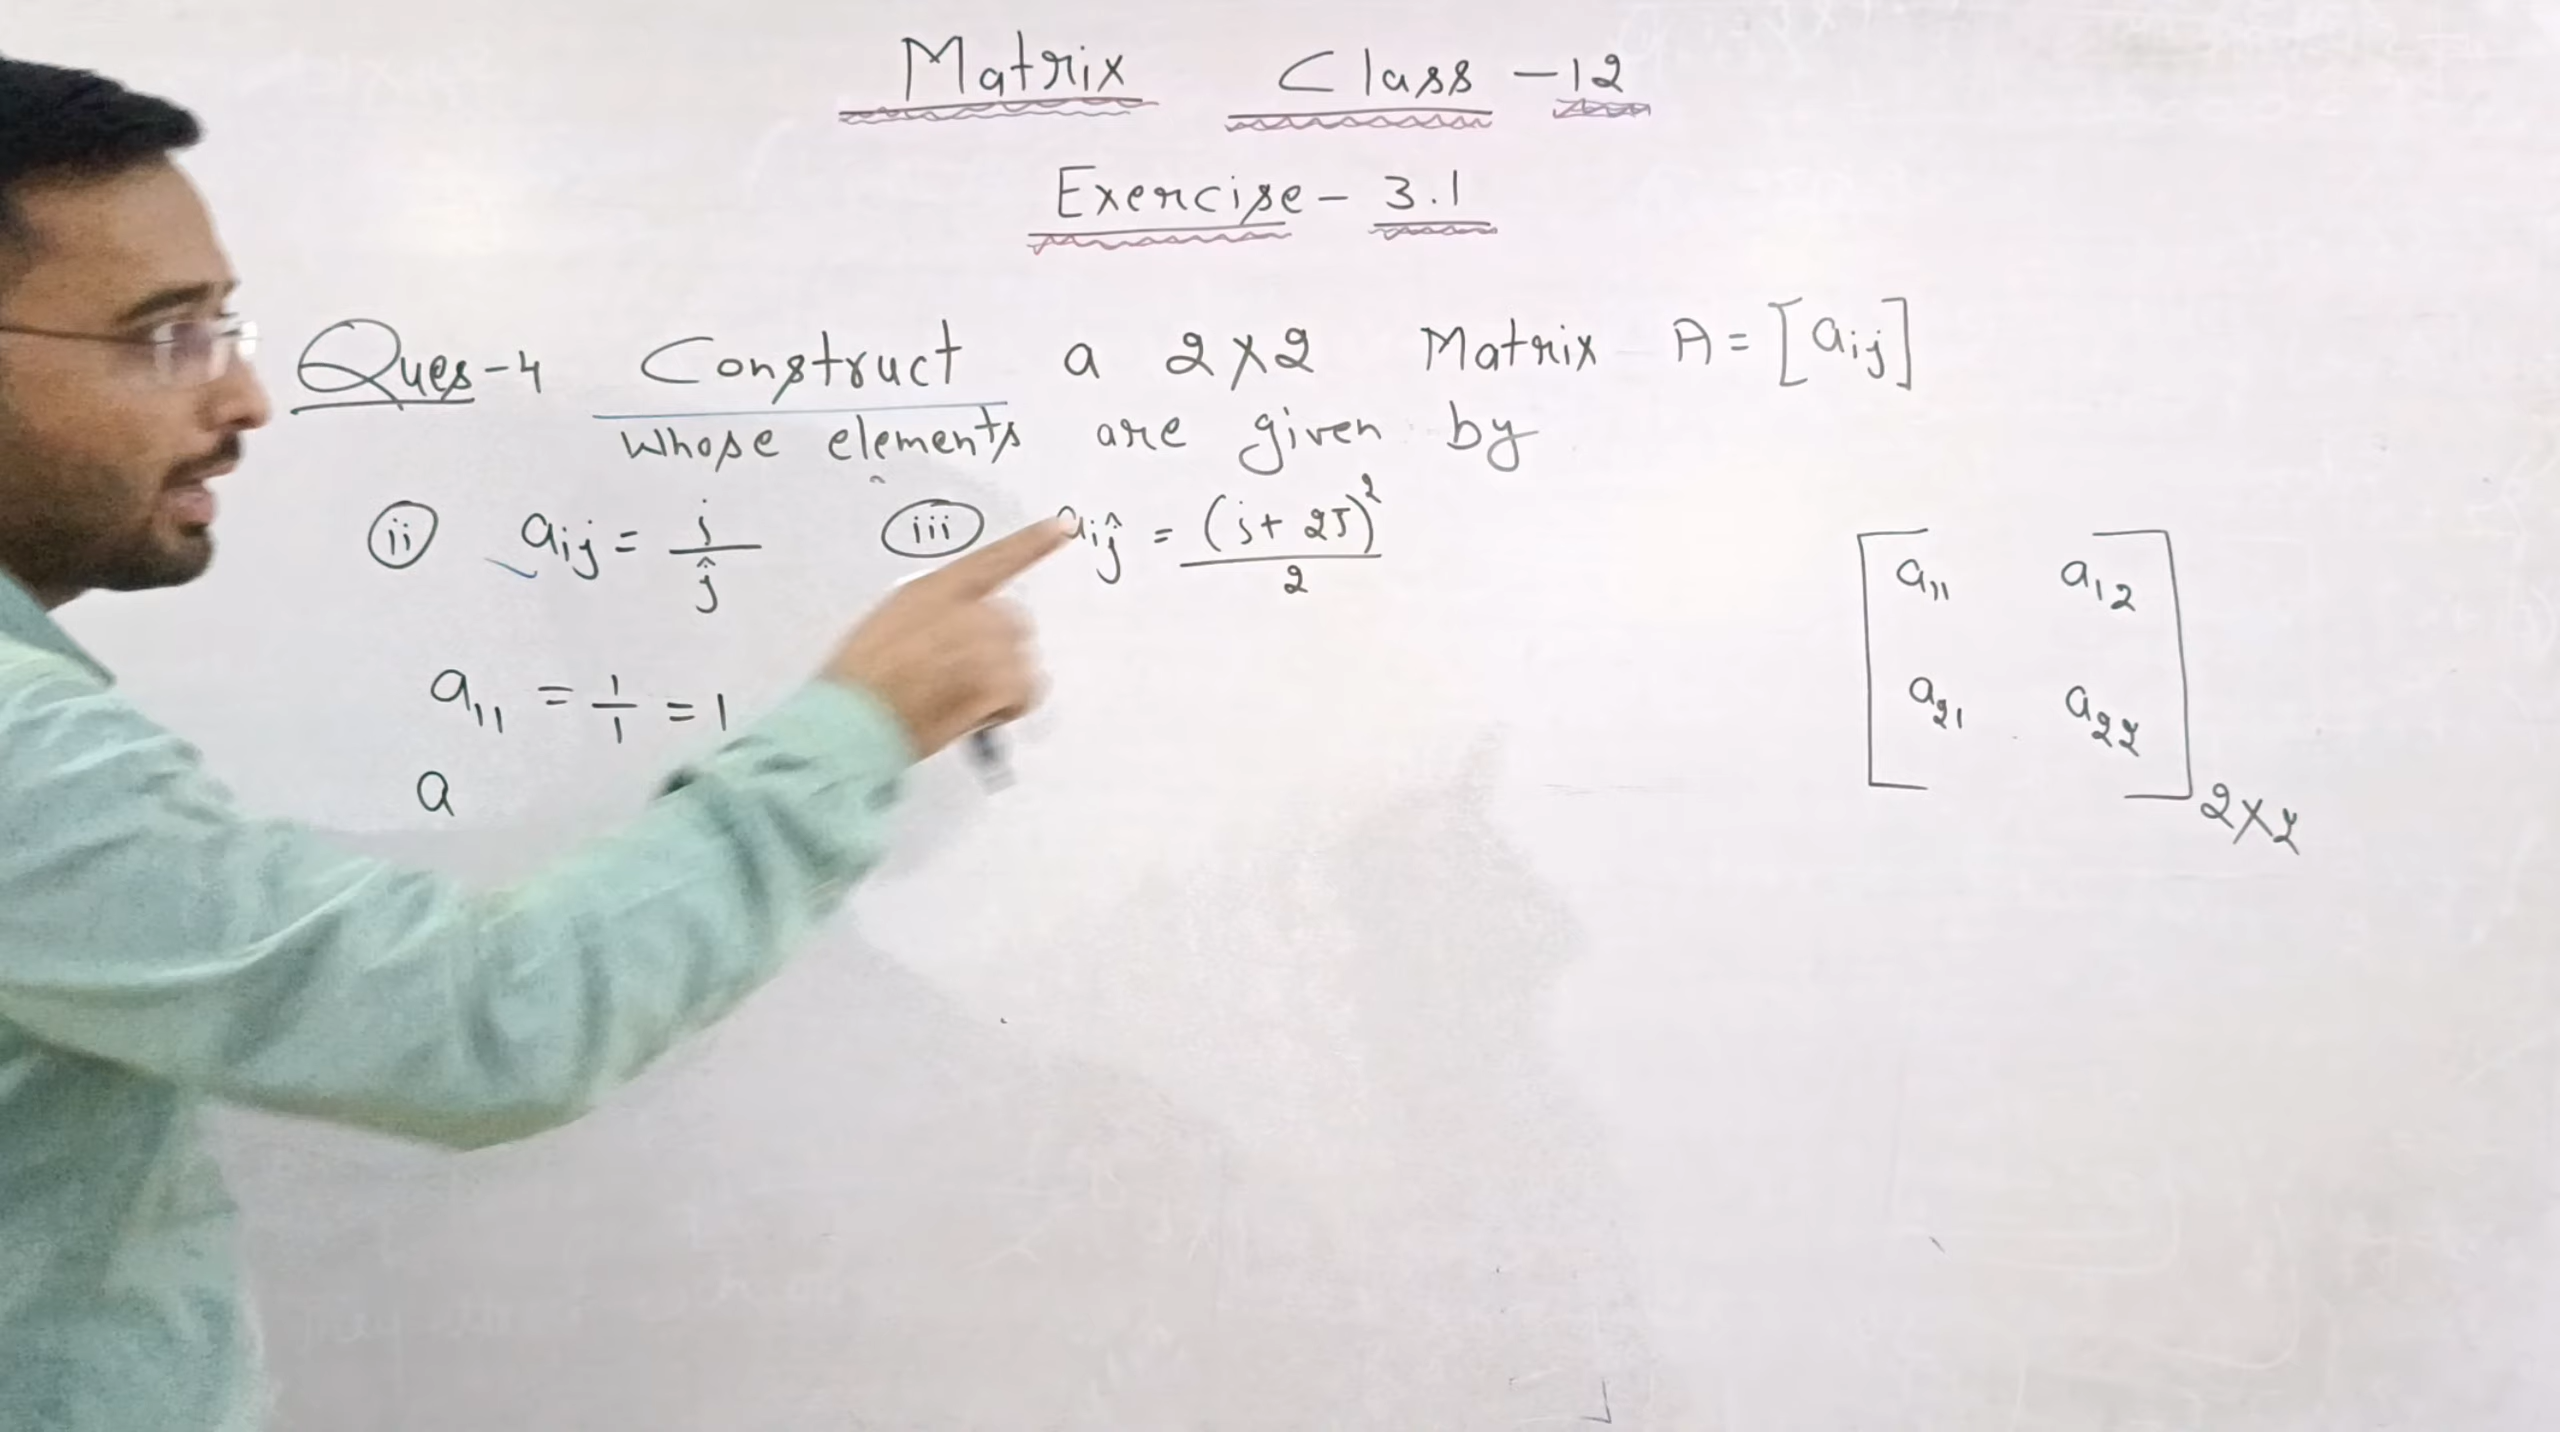 Matrix Class -12
Exercise - 3.1
Ques-4 Construct a 2×2 Matrix A = [aij]
whose elements are given by
(ii) aij = i/j (iii) aij = (i + 2j)²/2
a11 a12
a21 a22
2×2
a11 = 1/1 = 1
a